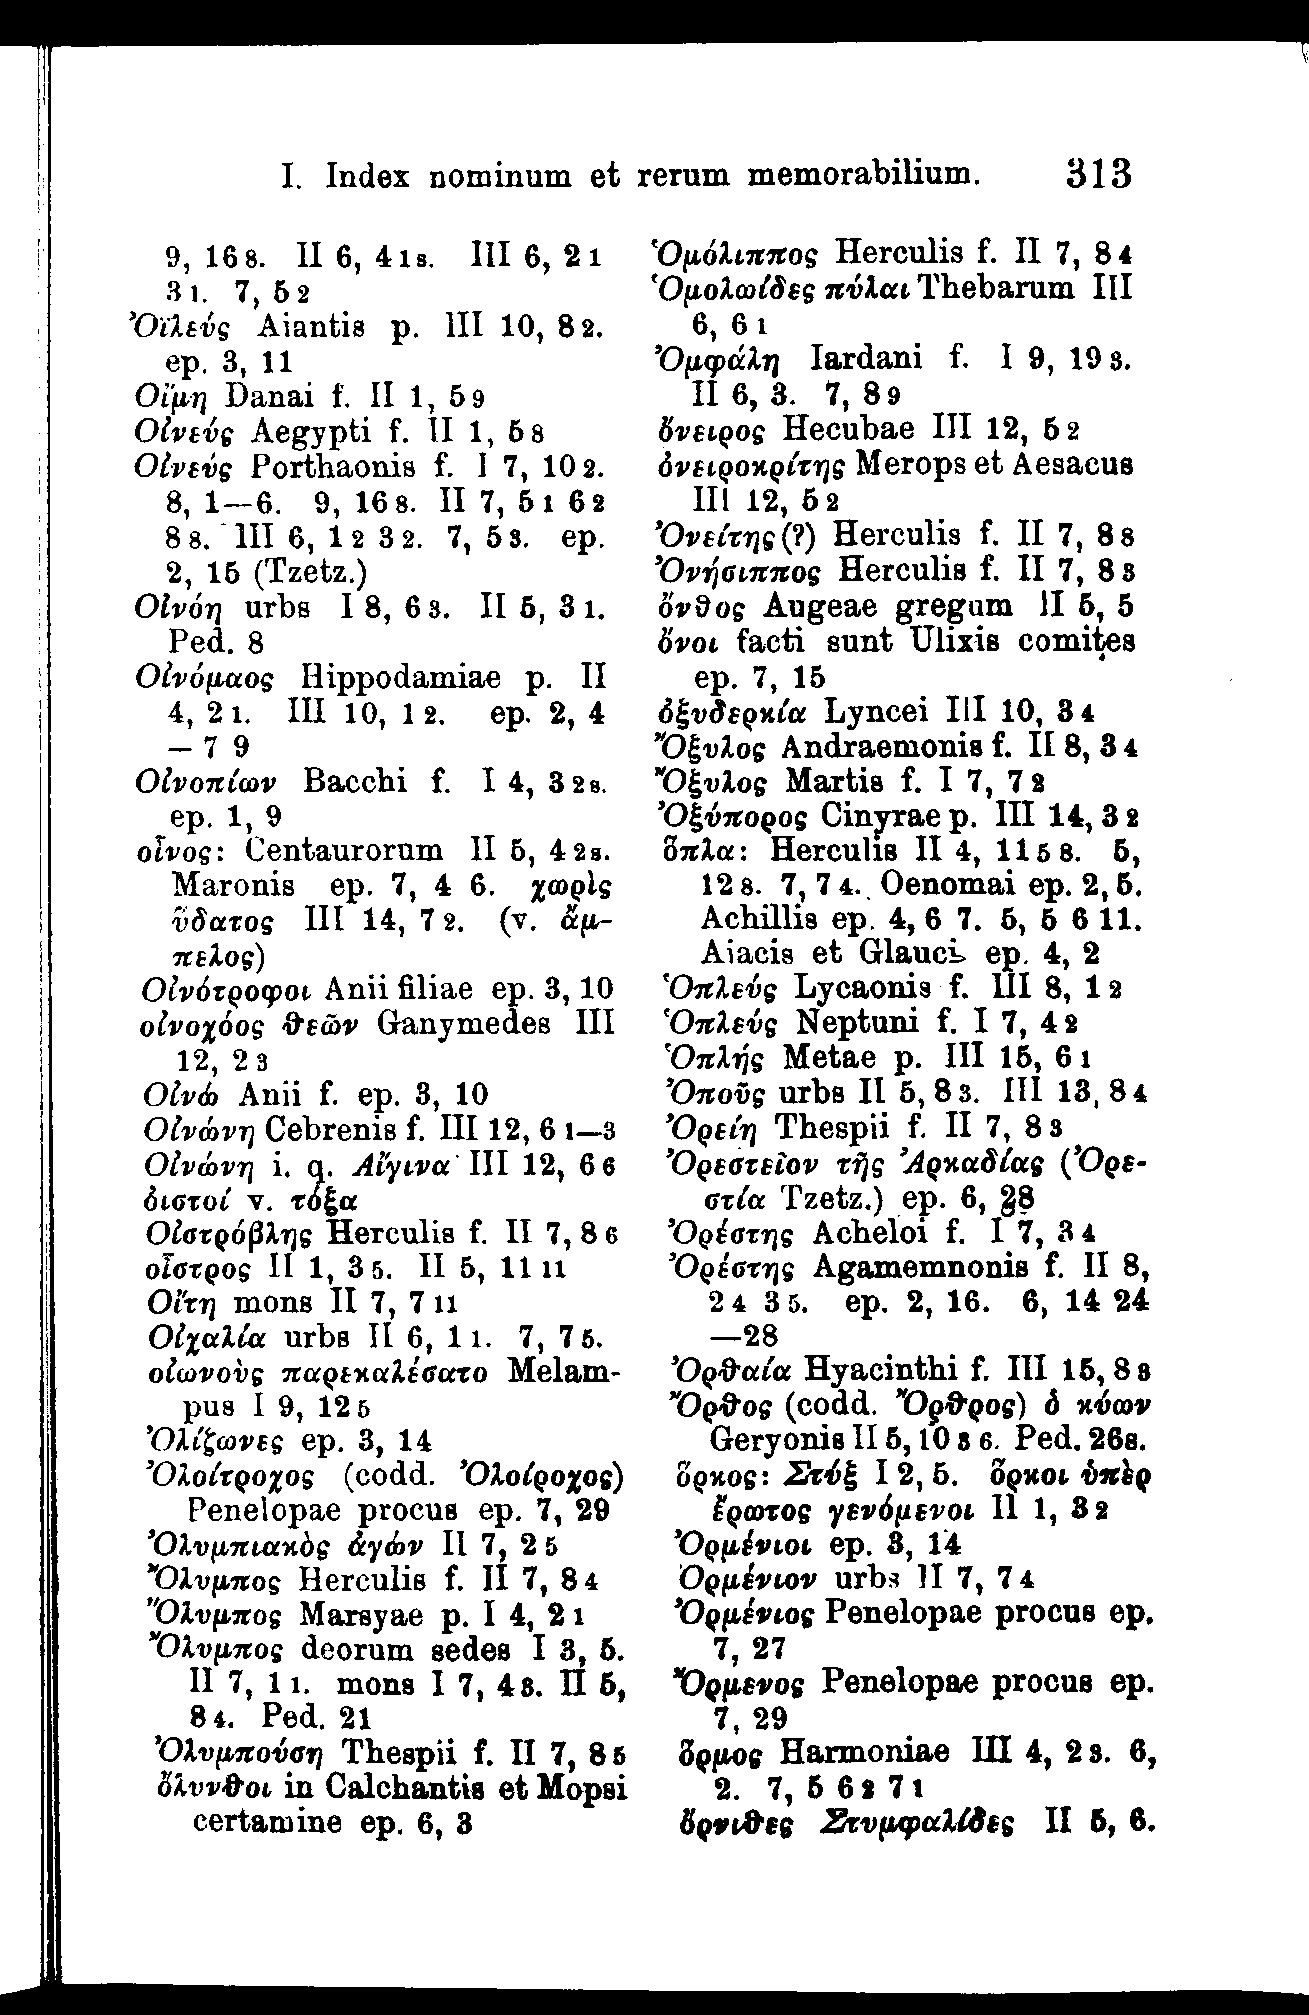 I. Index nominum et rerum memorabilium. 313
9, 16 8. II 6, 4 1 s. III 6, 2 1
3 1. 7, 5 2
Ὀϊλεύς Aiantis p. III 10, 8 2.
ep. 3, 11
Οἴμη Danai f. II 1, 5 9
Οἰνεύς Aegypti f. II 1, 5 8
Οἰνεύς Porthaonis f. I 7, 10 2.
8, 1—6. 9, 16 8. II 7, 5 1 6 2
8 8. III 6, 1 2 3 2. 7, 5 3. ep.
2, 15 (Tzetz.)
Οἰνόη urbs I 8, 6 3. II 5, 3 1.
Ped. 8
Οἰνόμαος Hippodamiae p. II
4, 2 1. III 10, 1 2. ep. 2, 4
— 7 9
Οἰνοπίων Bacchi f. I 4, 3 2 s.
ep. 1, 9
οἶνος: Centaurorum II 5, 4 2 s.
Maronis ep. 7, 4 6. χωρὶς
ὕδατος III 14, 7 2. (v. ἄμ-
πελος)
Οἰνότροφοι Anii filiae ep. 3, 10
οἰνοχόος θεῶν Ganymedes III
12, 2 3
Οἰνώ Anii f. ep. 3, 10
Οἰνώνη Cebrenis f. III 12, 6 1—3
Οἰνώνη i. q. Αἴγινα III 12, 6 6
ὀιστοί v. τόξα
Οἰστρόβλης Herculis f. II 7, 8 6
οἶστρος II 1, 3 5. II 5, 11 11
Οἴτη mons II 7, 7 11
Οἰχαλία urbs II 6, 1 1. 7, 7 5.
οἰωνοὺς παρεκαλέσατο Melam-
pus I 9, 12 5
Ὀλίζωνες ep. 3, 14
Ὀλοίτροχος (codd. Ὀλοίροχος)
Penelopae procus ep. 7, 29
Ὀλυμπιακὸς ἀγών II 7, 2 5
Ὄλυμπος Herculis f. II 7, 8 4
Ὄλυμπος Marsyae p. I 4, 2 1
Ὄλυμπος deorum sedes I 3, 5.
II 7, 1 1. mons I 7, 4 3. II 5,
8 4. Ped. 21
Ὀλυμπούση Thespii f. II 7, 8 5
ὄλυνθοι in Calchantis et Mopsi
certamine ep. 6, 3
Ὁμόλιππος Herculis f. II 7, 8 4
Ὁμολωίδες πύλαι Thebarum III
6, 6 1
Ὀμφάλη Iardani f. I 9, 19 3.
II 6, 3. 7, 8 9
ὄνειρος Hecubae III 12, 5 2
ὀνειροκρίτης Merops et Aesacus
III 12, 5 2
Ὀνείτης (?) Herculis f. II 7, 8 8
Ὀνήσιππος Herculis f. II 7, 8 3
ὄνθος Augeae gregum II 5, 5
ὄνοι facti sunt Ulixis comites
ep. 7, 15
ὀξυδερκία Lyncei III 10, 3 4
Ὄξυλος Andraemonis f. II 8, 3 4
Ὄξυλος Martis f. I 7, 7 2
Ὀξύπορος Cinyrae p. III 14, 3 2
ὅπλα: Herculis II 4, 11 5 8. 5,
12 8. 7, 7 4. Oenomai ep. 2, 5.
Achillis ep. 4, 6 7. 5, 5 6 11.
Aiacis et Glauci ep. 4, 2
Ὁπλεύς Lycaonis f. III 8, 1 2
Ὁπλεύς Neptuni f. I 7, 4 2
Ὁπλής Metae p. III 15, 6 1
Ὀποῦς urbs II 5, 8 3. III 13, 8 4
Ὀρείη Thespii f. II 7, 8 3
Ὀρεστεῖον τῆς Ἀρκαδίας (Ὀρε-
στία Tzetz.) ep. 6, 28
Ὀρέστης Acheloi f. I 7, 3 4
Ὀρέστης Agamemnonis f. II 8,
2 4 3 5. ep. 2, 16. 6, 14 24
—28
Ὀρθαία Hyacinthi f. III 15, 8 3
Ὄρθος (codd. Ὄρθρος) ὁ κύων
Geryonis II 5, 10 3 6. Ped. 26 s.
ὅρκος: Στύξ I 2, 5. ὅρκοι ὑπὲρ
ἔρωτος γενόμενοι II 1, 3 2
Ὀρμένιοι ep. 3, 14
Ὀρμένιον urbs II 7, 7 4
Ὀρμένιος Penelopae procus ep.
7, 27
Ὄρμενος Penelopae procus ep.
7, 29
ὅρμος Harmoniae III 4, 2 3. 6,
2. 7, 5 6 2 7 1
ὄρνιθες Στυμφαλίδες II 5, 6.